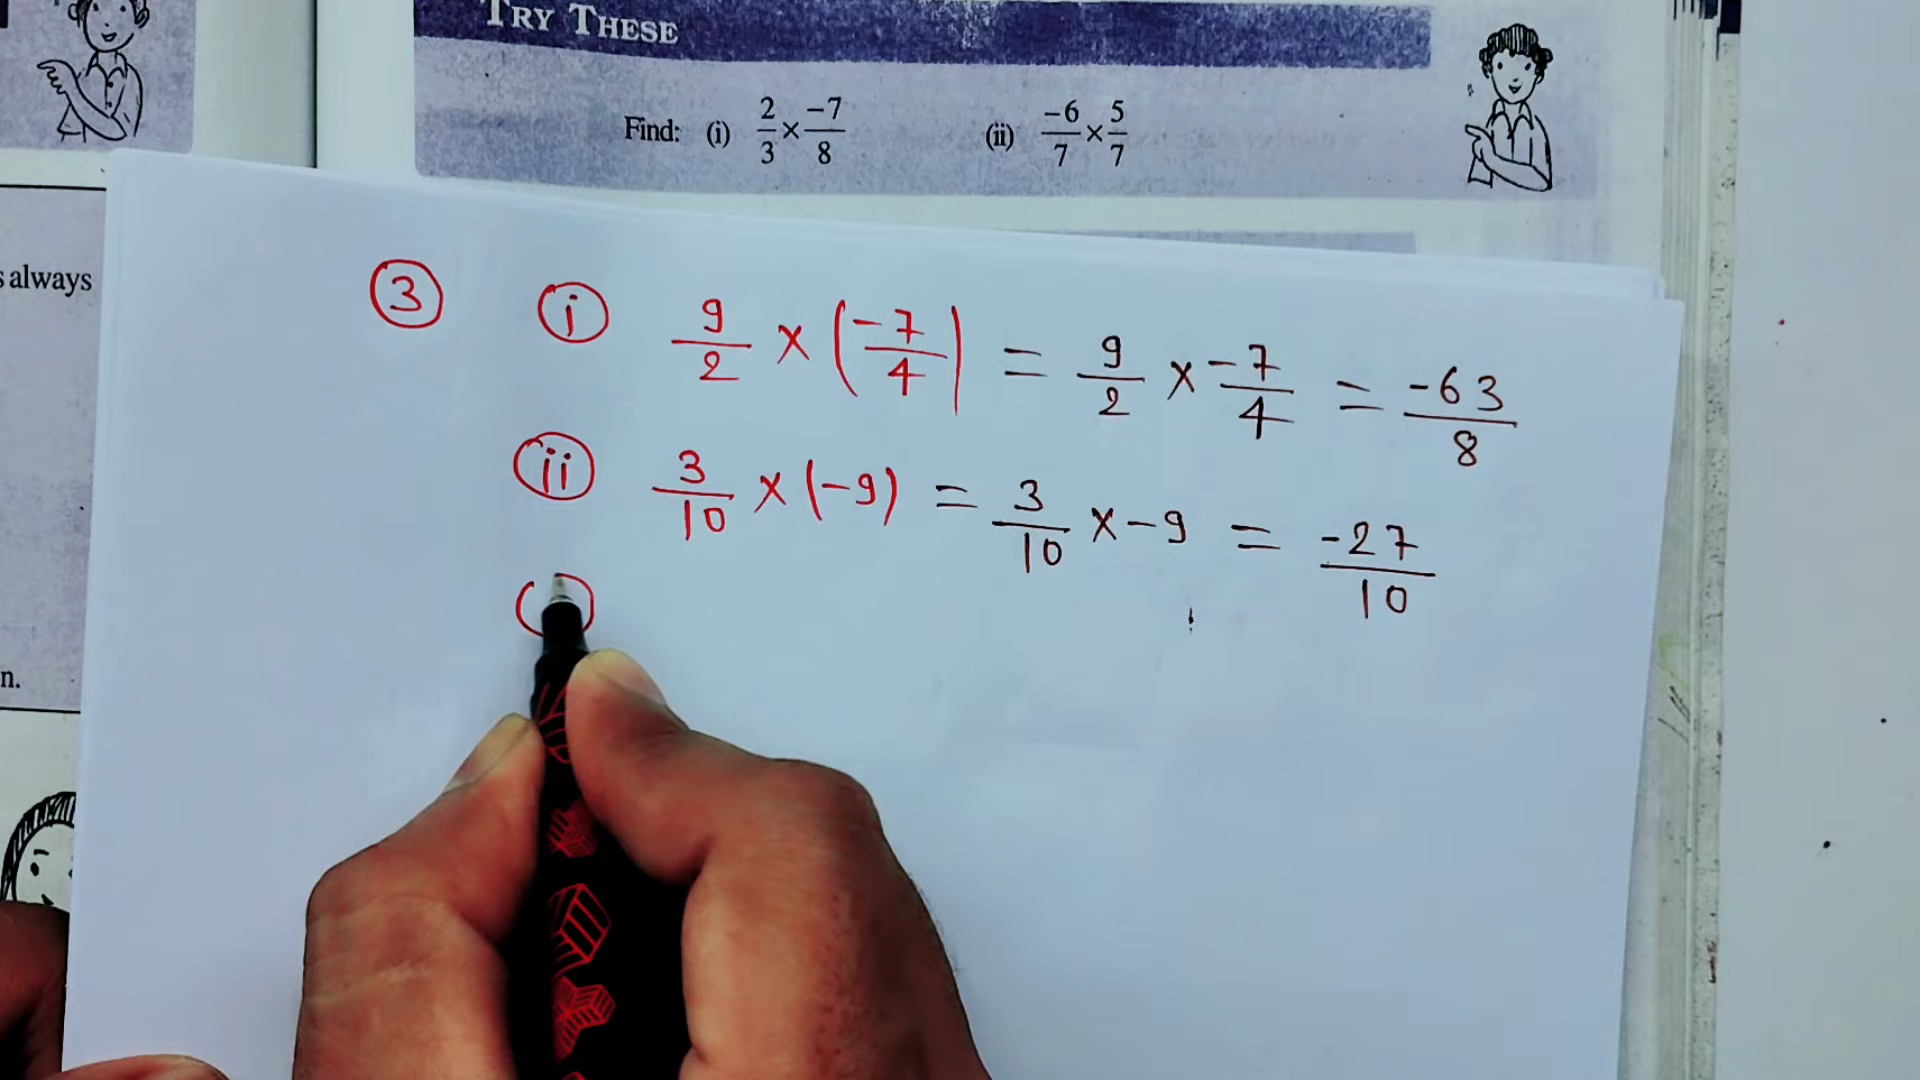 TRY THESE
Find: (i) 2/3 × -7/8 (ii) -6/7 × 5/7
s always
n.
3 i 9/2 × (-7/4) = 9/2 × -7/4 = -63/8
ii 3/10 × (-9) = 3/10 × -9 = -27/10